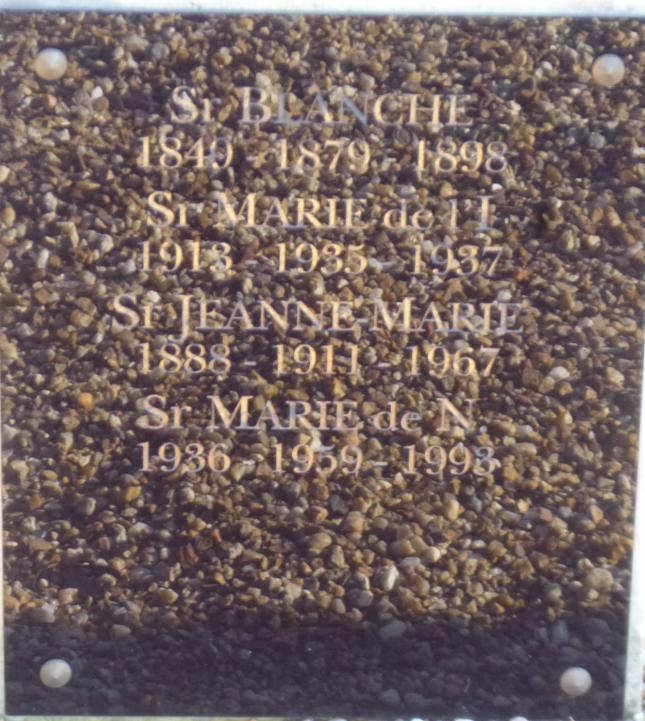 Sr BLANCHE
1849 - 1879 - 1898
Sr MARIE de l'I
1913 - 1935 - 1937
Sr JEANNE-MARIE
1888 - 1911 - 1967
Sr MARIE de N
1936 - 1959 - 1993